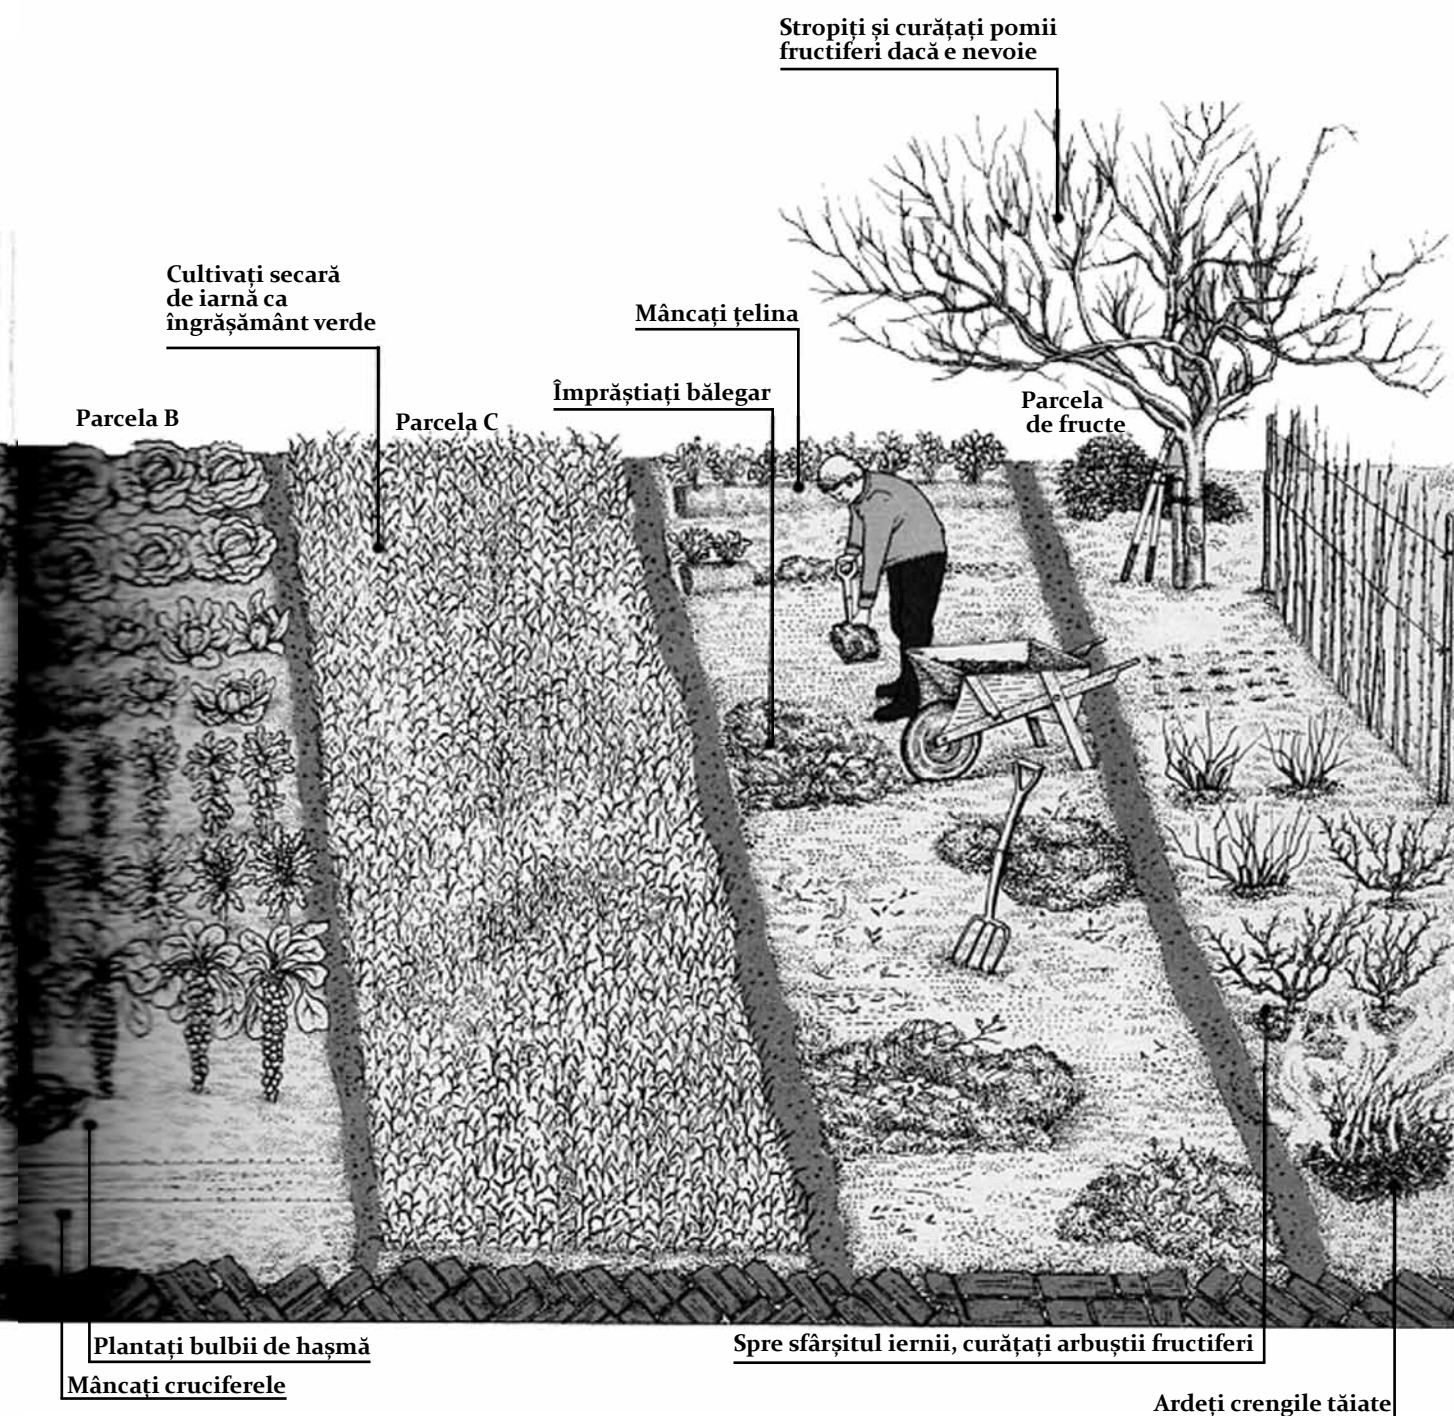 Stropiți și curățați pomii
fructiferi dacă e nevoie
Cultivați secară
de iarnă ca
îngrășământ verde
Mâncați țelina
Împrăștiați bălegar
Parcela B
Parcela C
Parcela
de fructe
Plantați bulbii de hașmă
Mâncați cruciferele
Spre sfârșitul iernii, curățați arbuștii fructiferi
Ardeți crengile tăiate